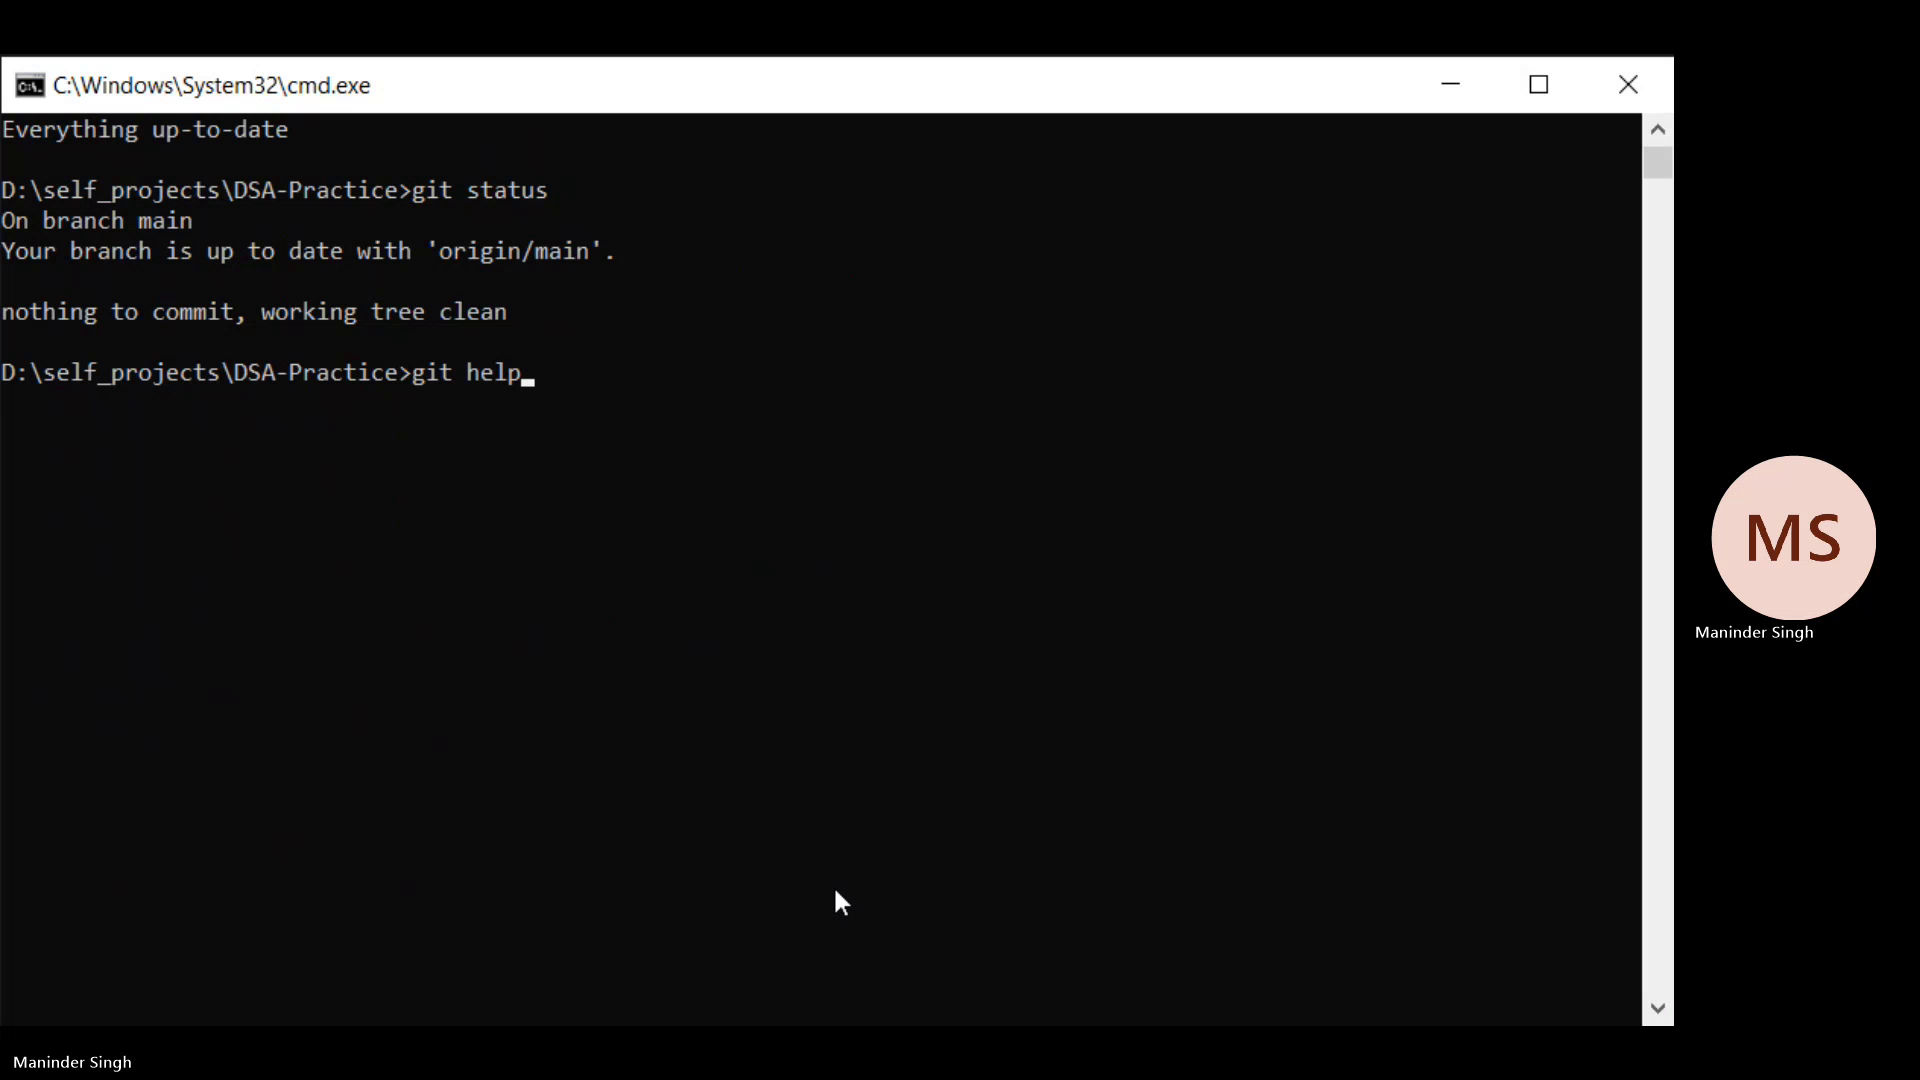 C:\Windows\System32\cmd.exe
Everything up-to-date
D:\self_projects\DSA-Practice>git status
On branch main
Your branch is up to date with 'origin/main'.
nothing to commit, working tree clean
D:\self_projects\DSA-Practice>git help_
MS
Maninder Singh
Maninder Singh